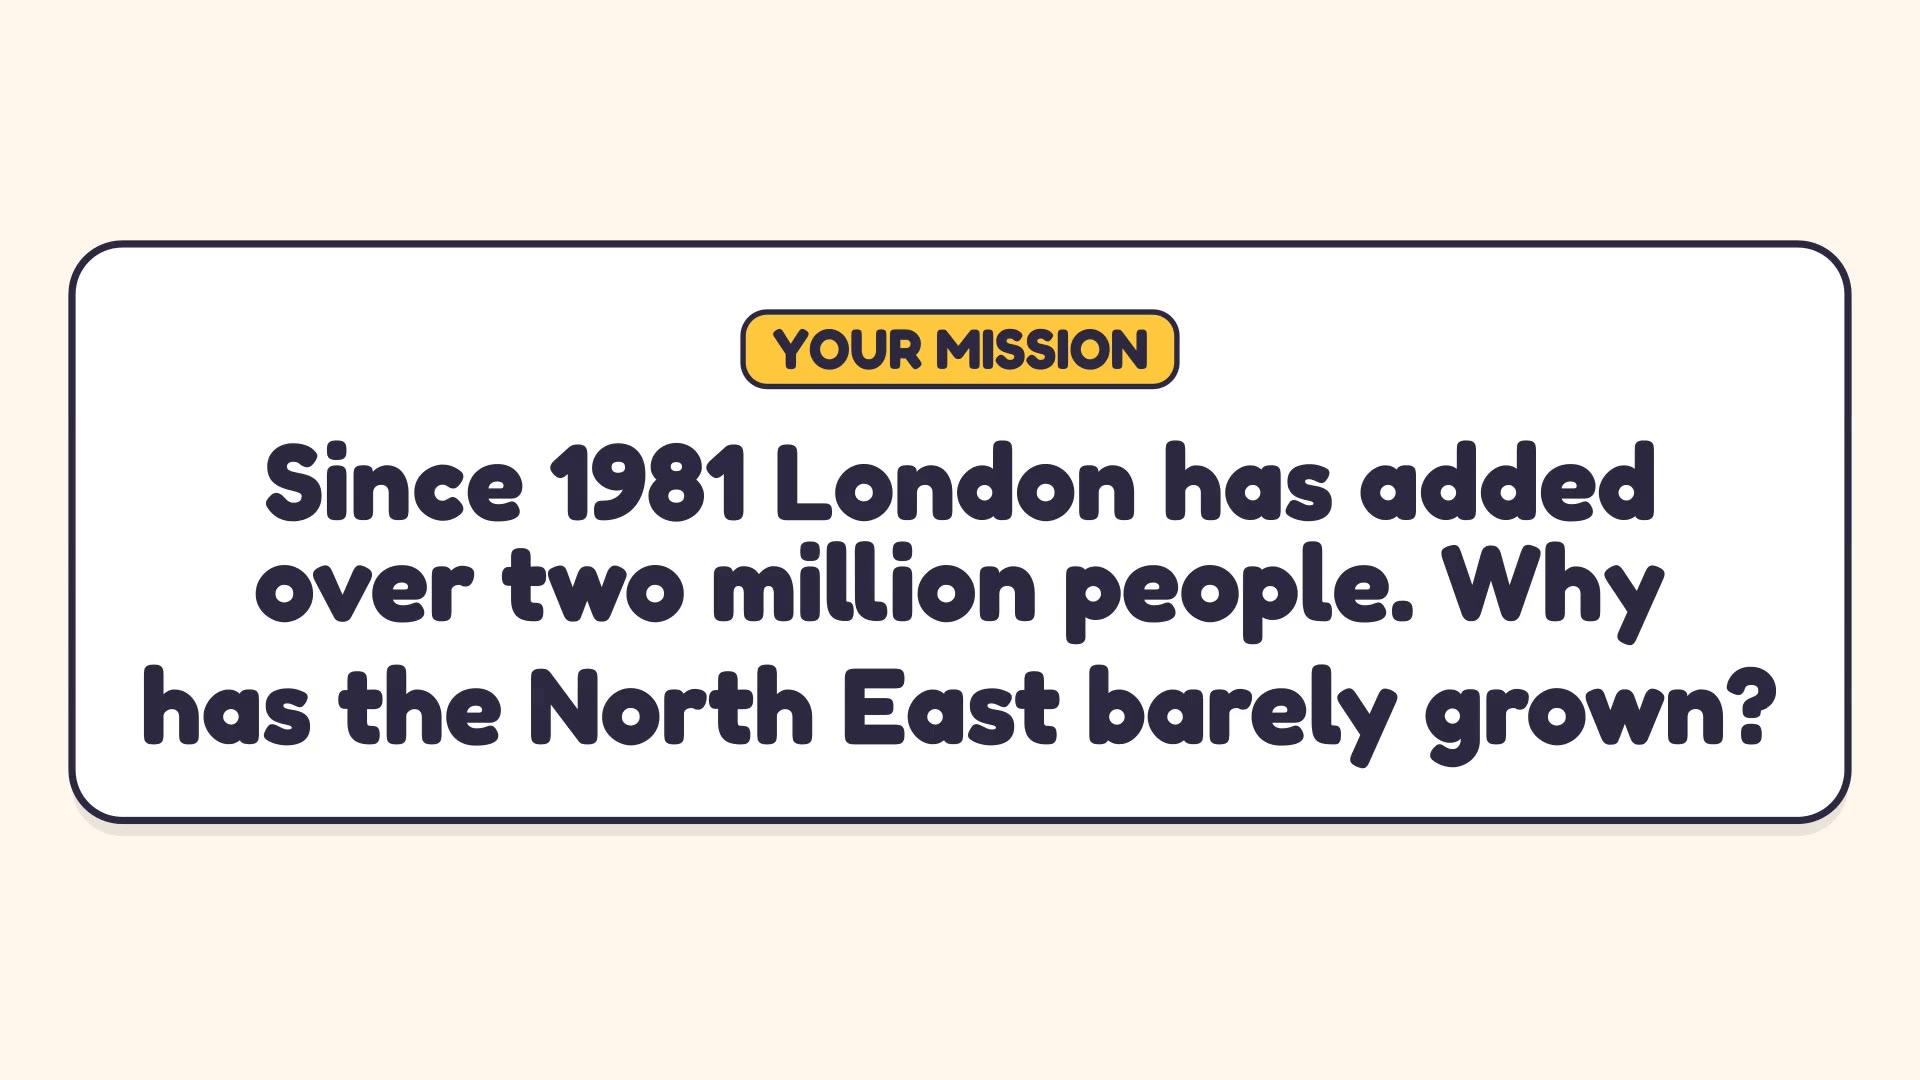 YOUR MISSION
Since 1981 London has added
over two million people. Why
has the North East barely grown?